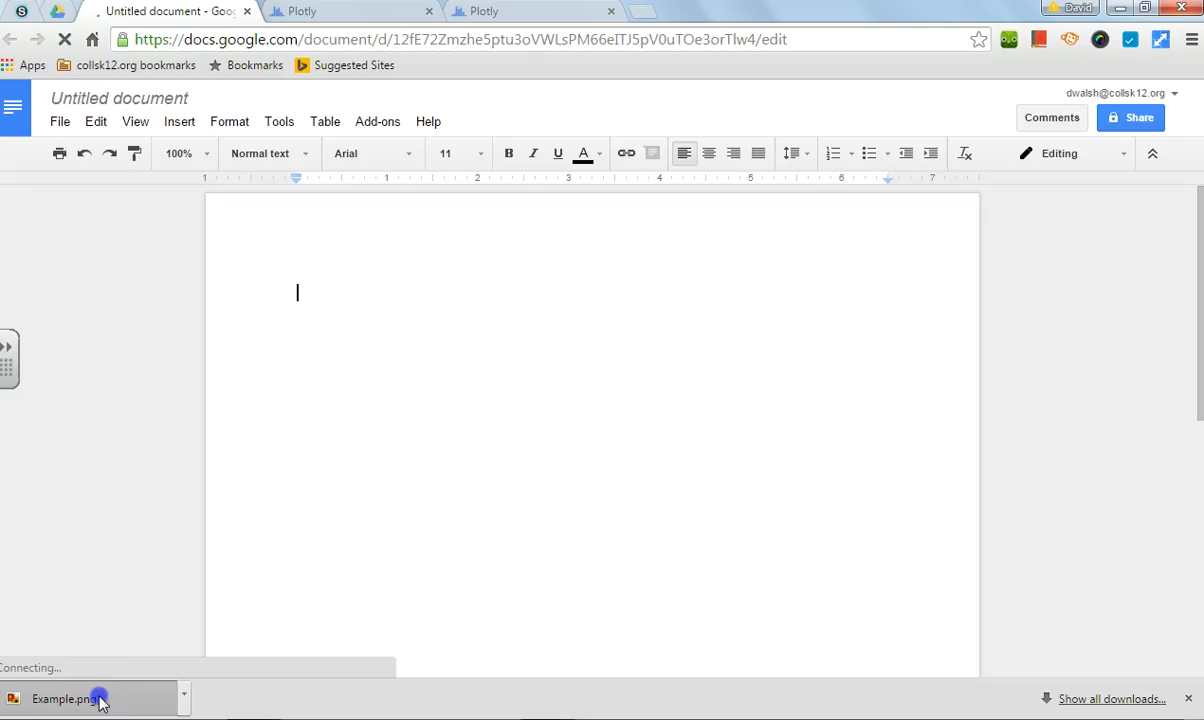 Untitled document - Goo
Plotly
Plotly
David
https://docs.google.com/document/d/12fE72Zmzhe5ptu3oVWLsPM66eITJ5pV0uTOe3orTlw4/edit
Apps
collsk12.org bookmarks
Bookmarks
Suggested Sites
Untitled document
dwalsh@collsk12.org
File Edit View Insert Format Tools Table Add-ons Help
Comments
Share
100% Normal text Arial 11 B I U A Editing
1 1 2 3 4 5 6 7
Connecting...
Example.png
Show all downloads...